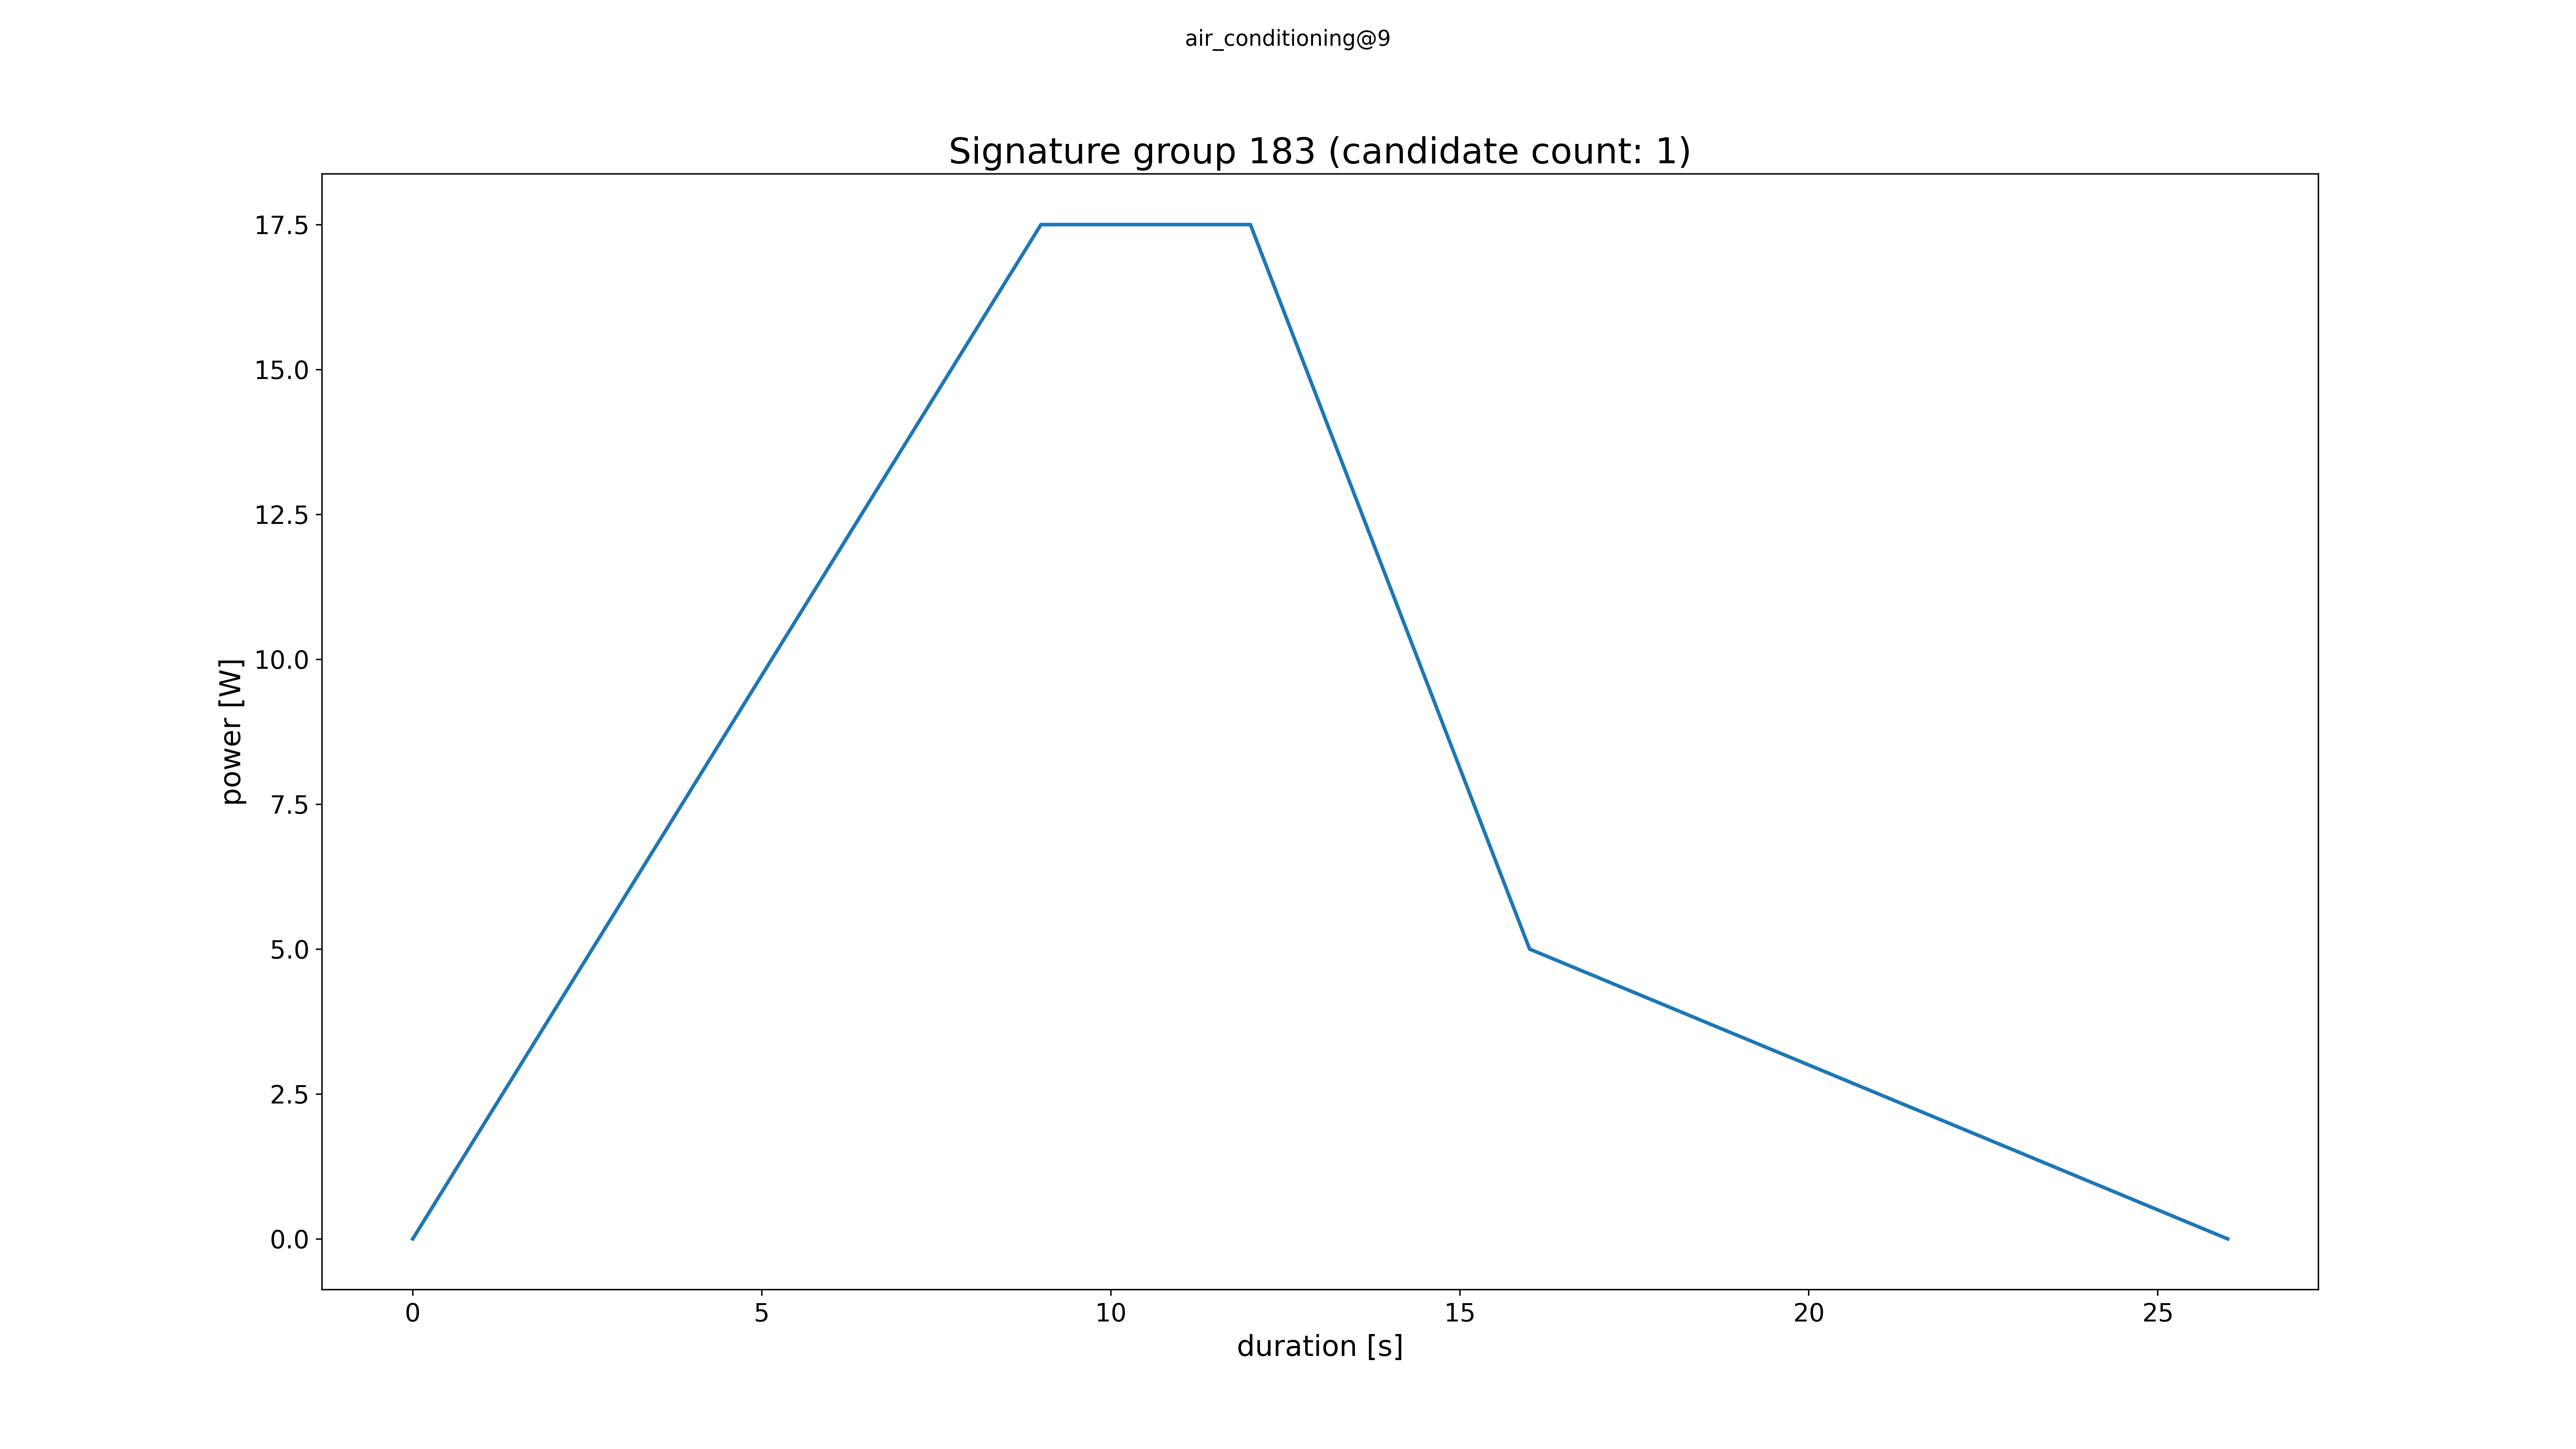 air_conditioning@9
Signature group 183 (candidate count: 1)
17.5
15.0
12.5
10.0
7.5
5.0
2.5
0.0
power [W]
0 5 10 15 20 25
duration [s]